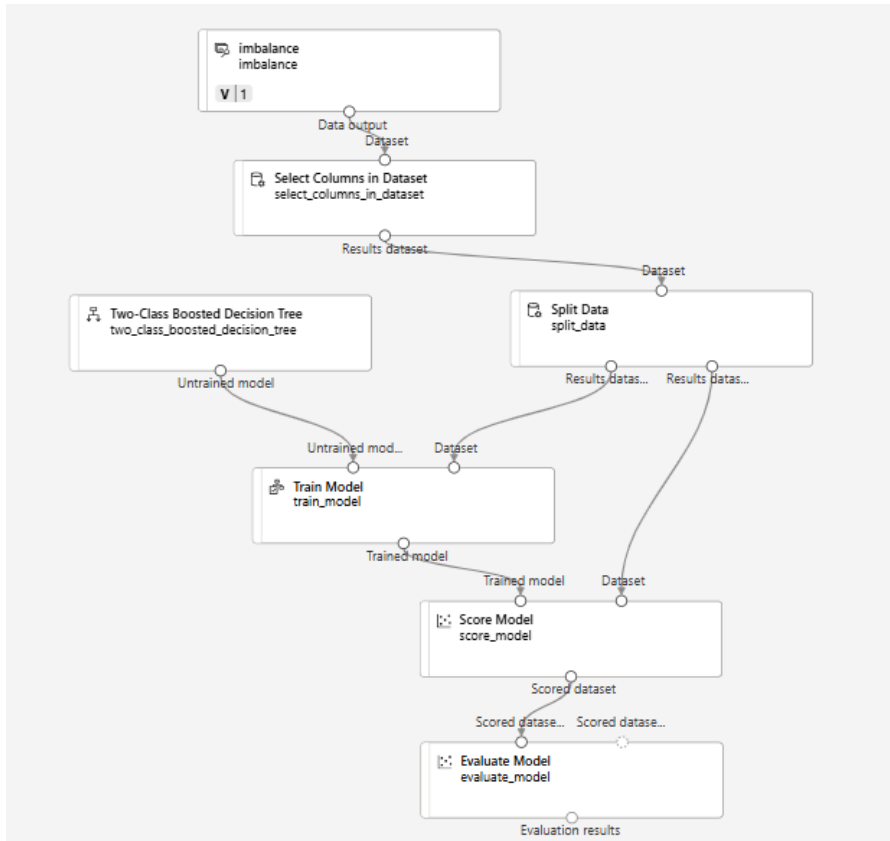 imbalance
imbalance
V | 1
Data output
Dataset
Select Columns in Dataset
select_columns_in_dataset
Results dataset
Dataset
Two-Class Boosted Decision Tree
two_class_boosted_decision_tree
Untrained model
Split Data
split_data
Results datas...
Results datas...
Untrained mod...
Dataset
Train Model
train_model
Trained model
Trained model
Dataset
Score Model
score_model
Scored dataset
Scored datase...
Scored datase...
Evaluate Model
evaluate_model
Evaluation results